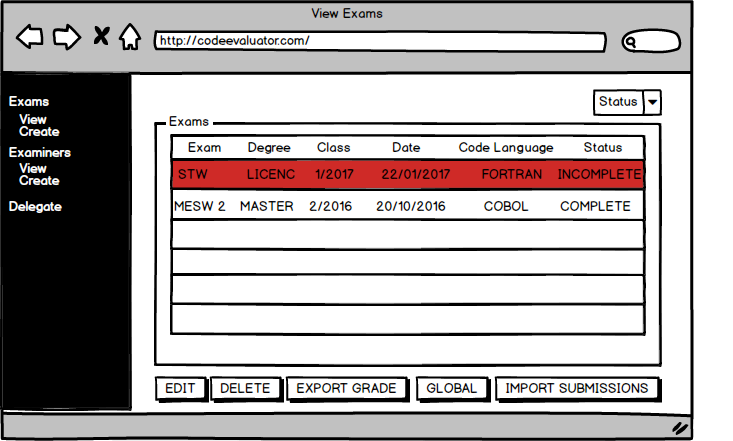 View Exams
http://codeevaluator.com/
Exams
View
Create
Examiners
View
Create
Delegate
Status
Exams
Exam Degree Class Date Code Language Status
STW LICENC 1/2017 22/01/2017 FORTRAN INCOMPLETE
MESW 2 MASTER 2/2016 20/10/2016 COBOL COMPLETE
EDIT DELETE EXPORT GRADE GLOBAL IMPORT SUBMISSIONS